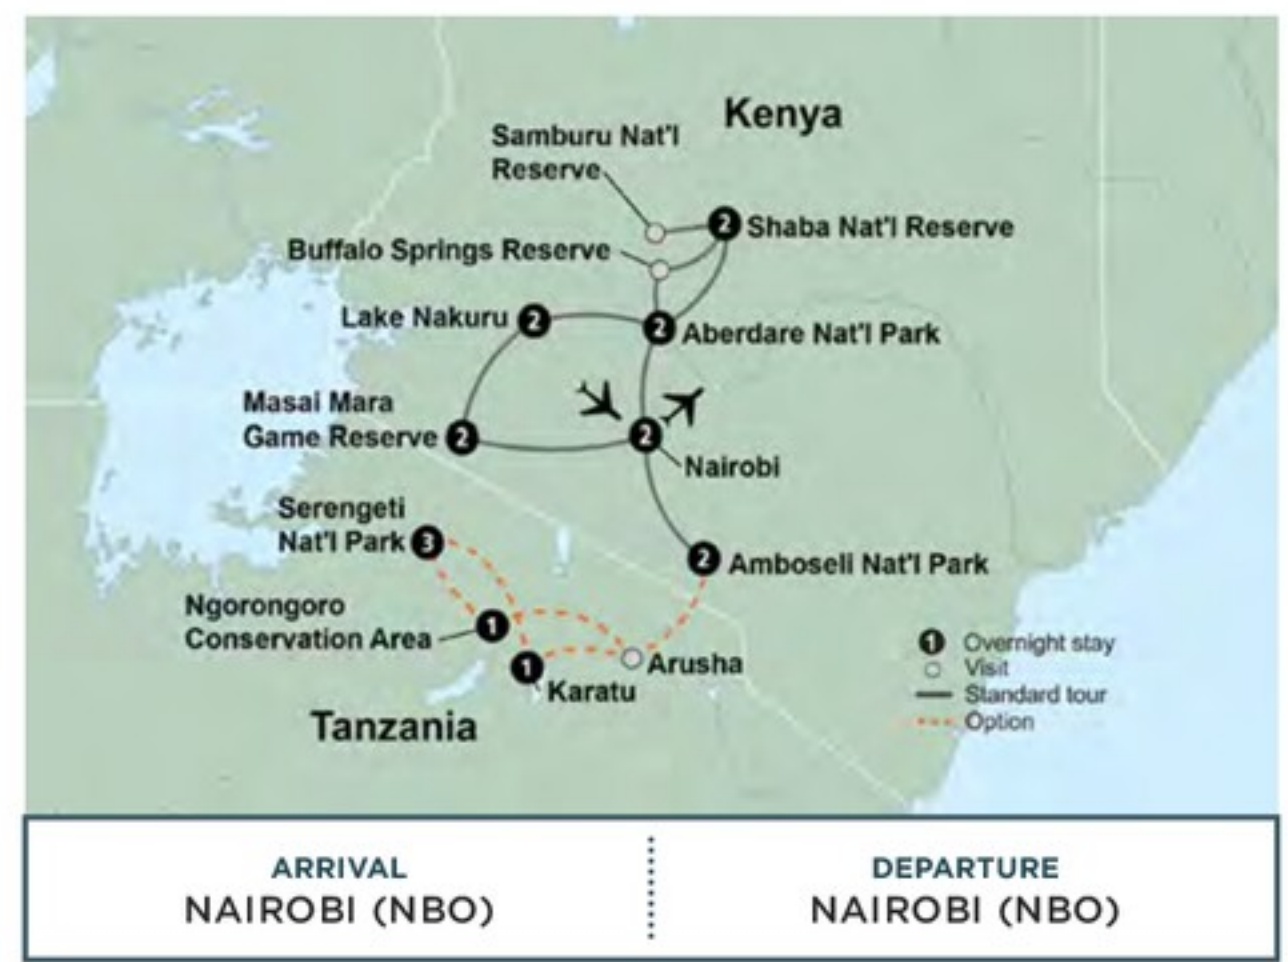 Kenya
Samburu Nat'l
Reserve
2 Shaba Nat'l Reserve
Buffalo Springs Reserve
Lake Nakuru 2
2 Aberdare Nat'l Park
Masai Mara
Game Reserve 2
2
Nairobi
Serengeti
Nat'l Park 3
2 Amboseli Nat'l Park
Ngorongoro
Conservation Area
1
1
Karatu
Arusha
Tanzania
1 Overnight stay
Visit
Standard tour
Option
ARRIVAL
NAIROBI (NBO)
DEPARTURE
NAIROBI (NBO)